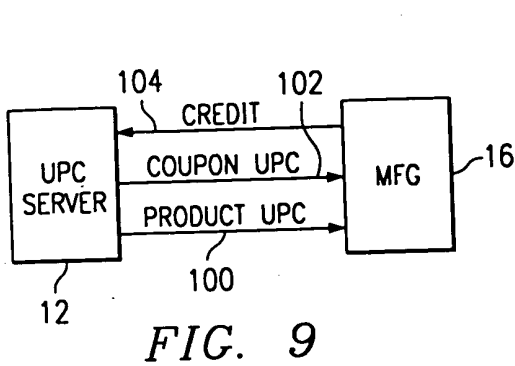 104
CREDIT
102
UPC
SERVER
COUPON UPC
MFG
16
PRODUCT UPC
100
12
FIG. 9